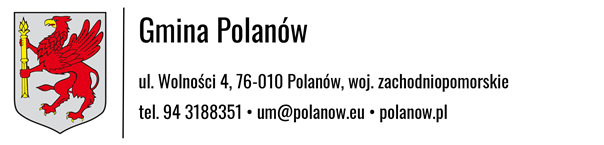 Gmina Polanów
ul. Wolności 4, 76-010 Polanów, woj. zachodniopomorskie
tel. 94 3188351 • um@polanow.eu • polanow.pl